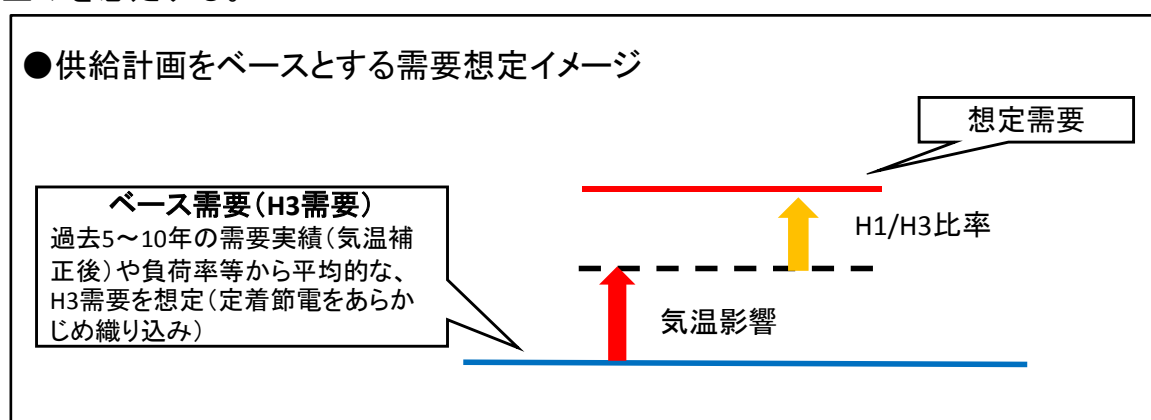 ●供給計画をベースとする需要想定イメージ
想定需要
ベース需要（H3需要）
過去5～10年の需要実績（気温補
正後）や負荷率等から平均的な、
H3需要を想定（定着節電をあらか
じめ織り込み）
H1/H3比率
気温影響